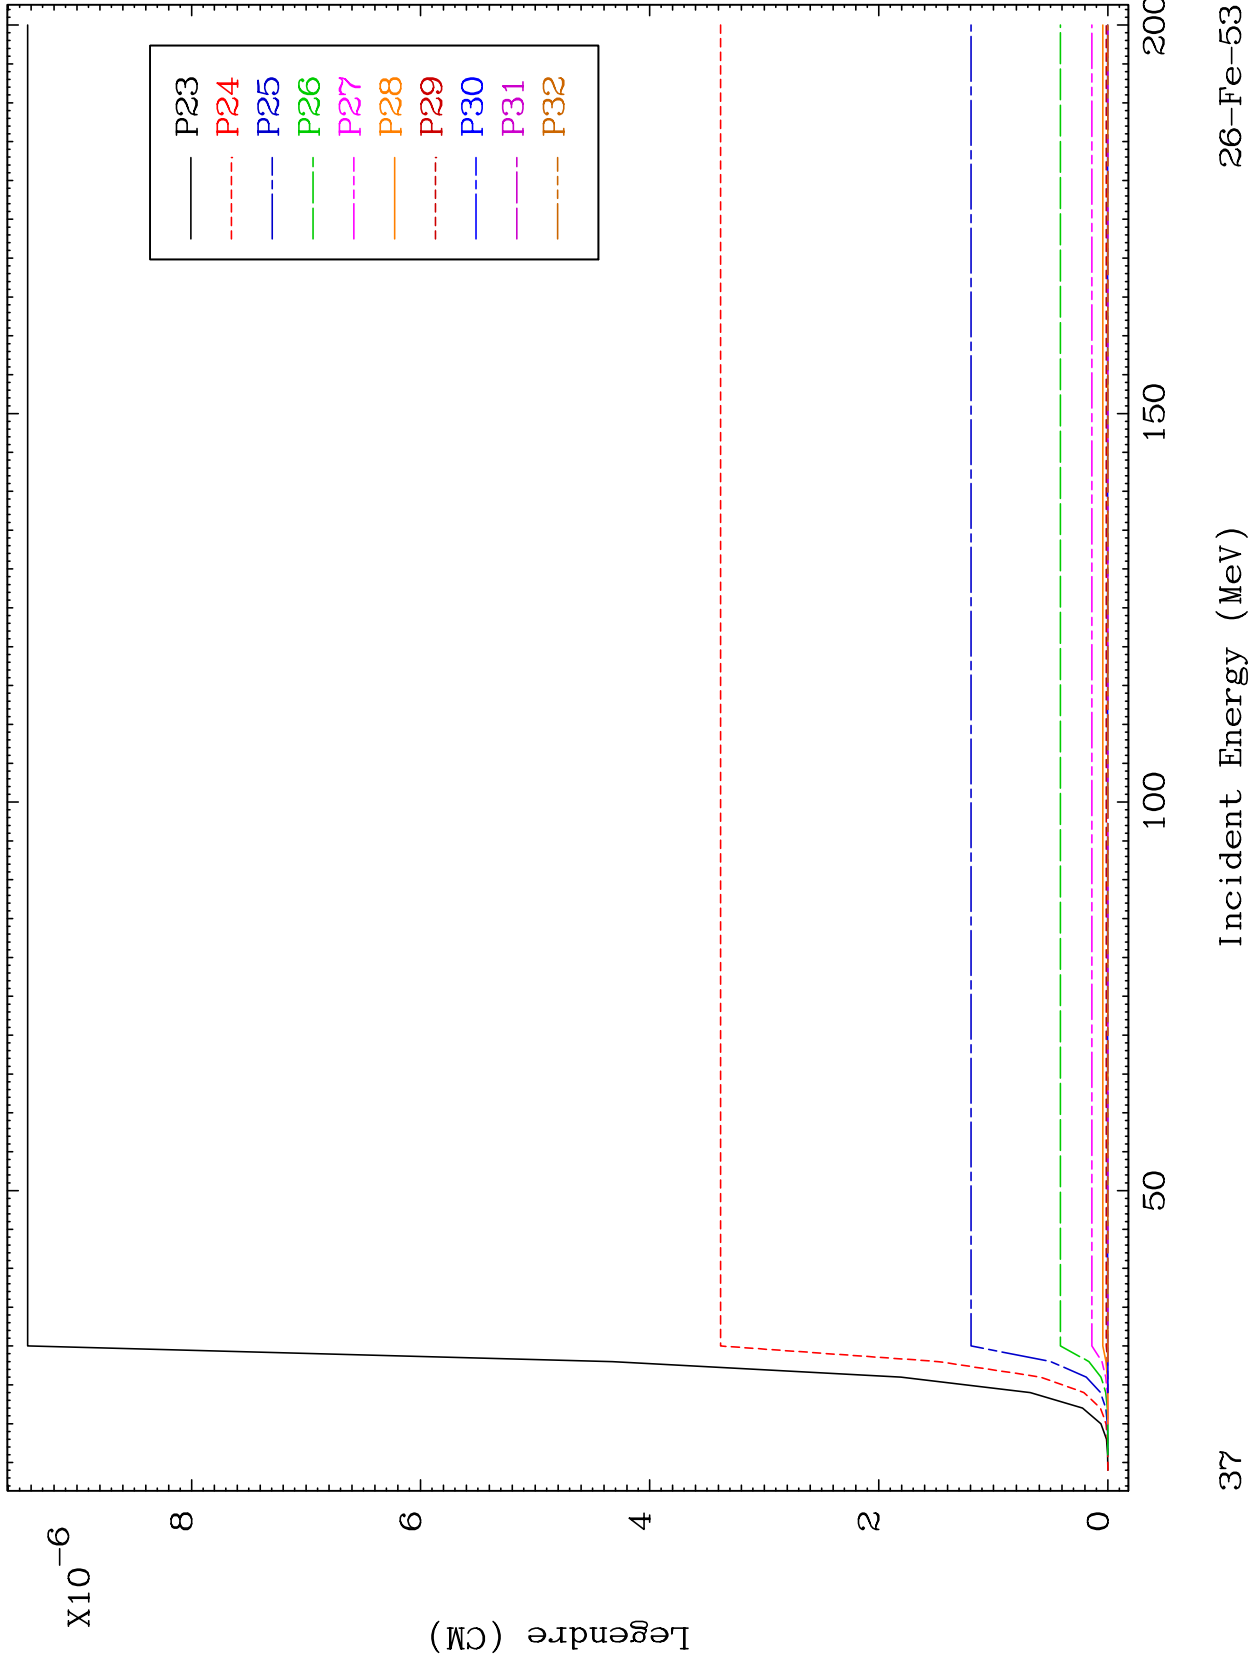 X10-6
8
6
4
2
0
Legendre (CM)
P23
P24
P25
P26
P27
P28
P29
P30
P31
P32
50
100
150
200
37
Incident Energy (MeV)
26-Fe-53